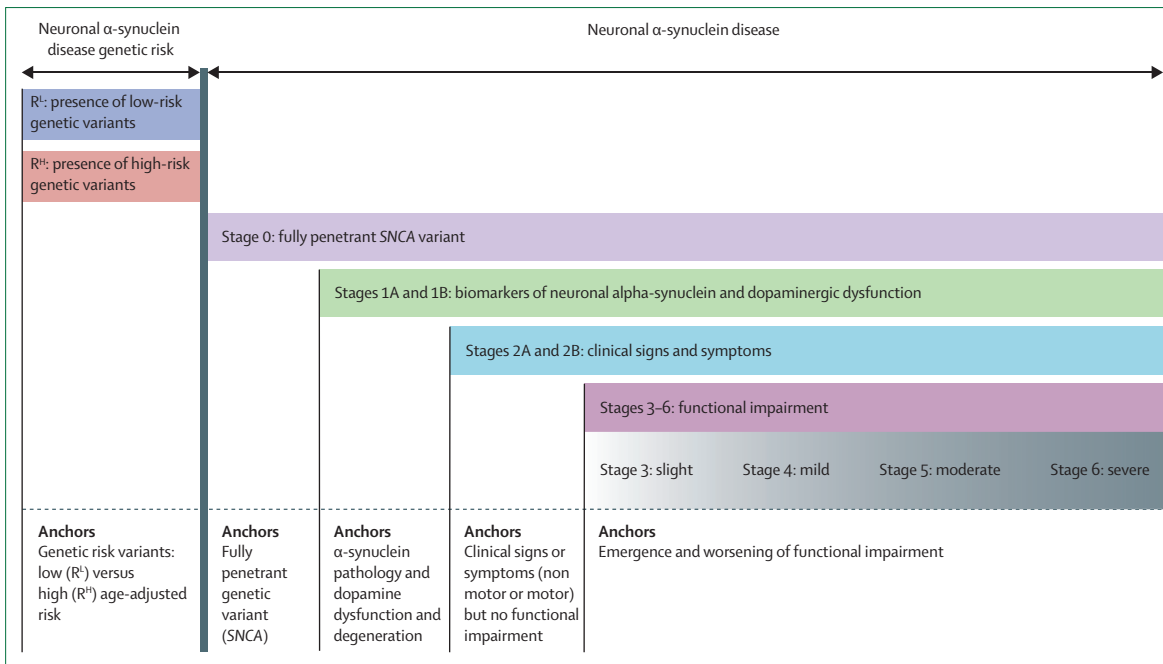 Neuronal α-synuclein
disease genetic risk
Neuronal α-synuclein disease
Rᴸ: presence of low-risk
genetic variants
Rᴴ: presence of high-risk
genetic variants
Stage 0: fully penetrant SNCA variant
Stages 1A and 1B: biomarkers of neuronal alpha-synuclein and dopaminergic dysfunction
Stages 2A and 2B: clinical signs and symptoms
Stages 3–6: functional impairment
Stage 3: slight
Stage 4: mild
Stage 5: moderate
Stage 6: severe
Anchors
Genetic risk variants:
low (Rᴸ) versus
high (Rᴴ) age-adjusted
risk
Anchors
Fully
penetrant
genetic
variant
(SNCA)
Anchors
α-synuclein
pathology and
dopamine
dysfunction and
degeneration
Anchors
Clinical signs or
symptoms (non
motor or motor)
but no functional
impairment
Anchors
Emergence and worsening of functional impairment